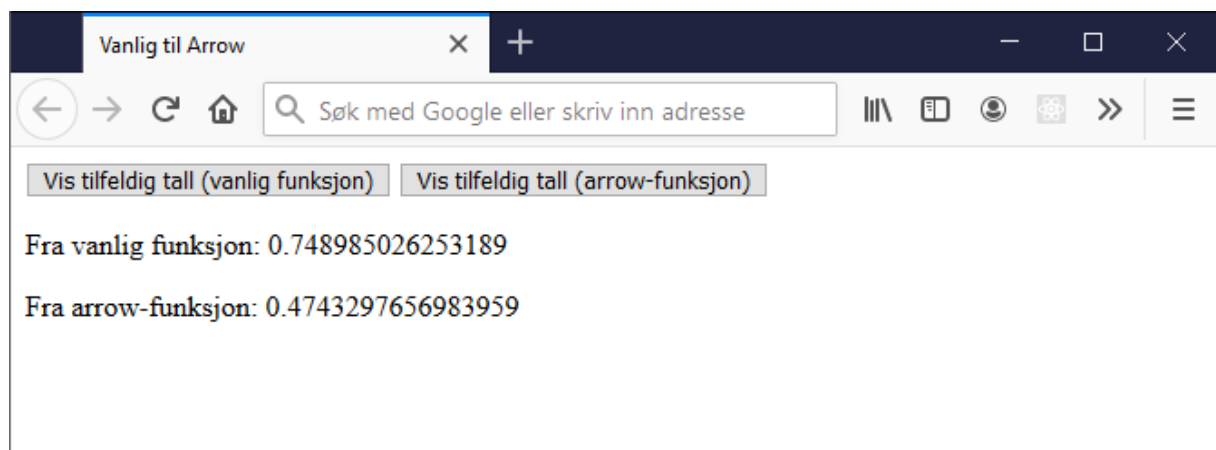 Vanlig til Arrow
Søk med Google eller skriv inn adresse
Vis tilfeldig tall (vanlig funksjon) Vis tilfeldig tall (arrow-funksjon)
Fra vanlig funksjon: 0.748985026253189
Fra arrow-funksjon: 0.4743297656983959